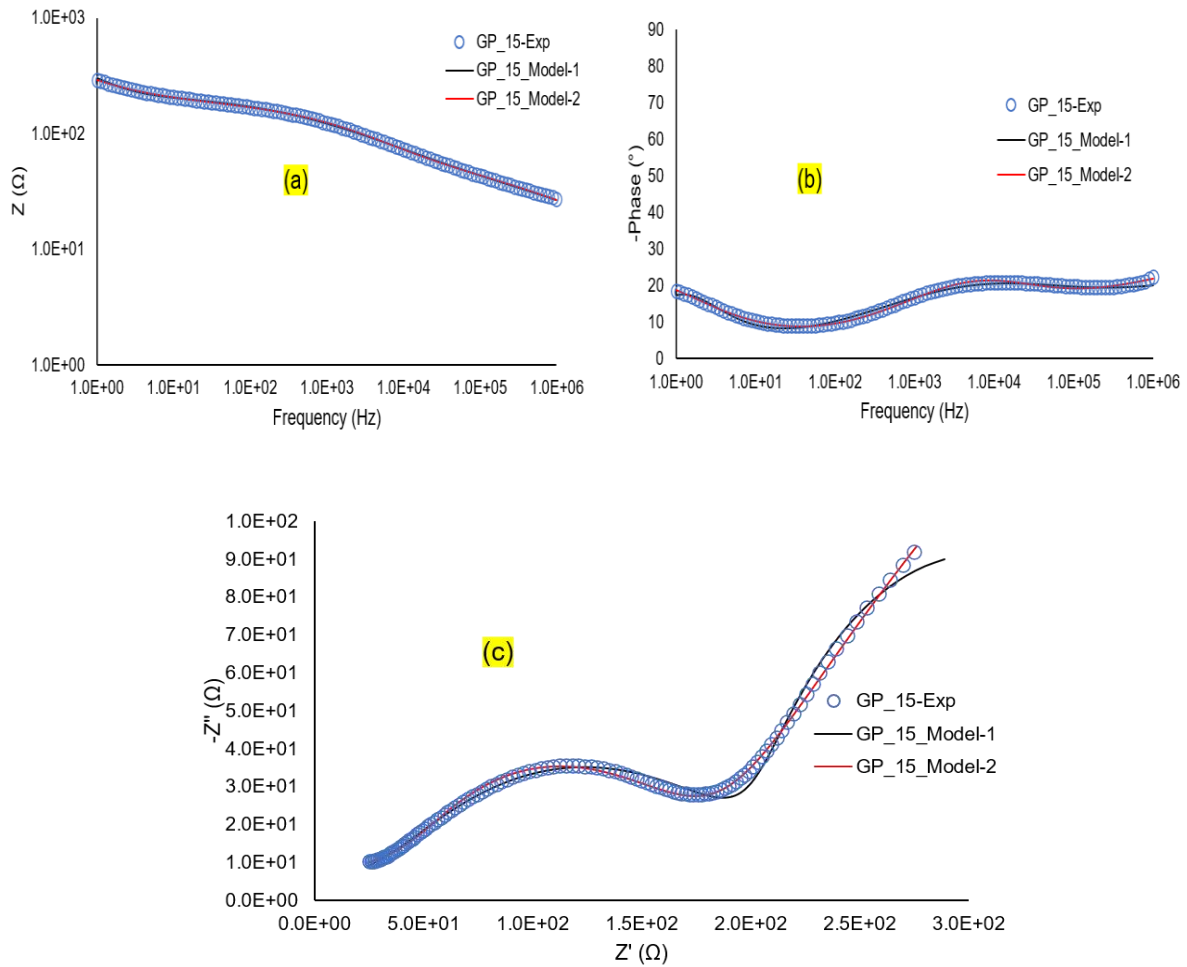 1.0E+03
1.0E+02
1.0E+01
1.0E+00
Z (Ω)
GP_15-Exp
GP_15_Model-1
GP_15_Model-2
(a)
1.0E+00 1.0E+01 1.0E+02 1.0E+03 1.0E+04 1.0E+05 1.0E+06
Frequency (Hz)
90
80
70
60
50
40
30
20
10
0
-Phase (°)
GP_15-Exp
GP_15_Model-1
GP_15_Model-2
(b)
1.0E+00 1.0E+01 1.0E+02 1.0E+03 1.0E+04 1.0E+05 1.0E+06
Frequency (Hz)
1.0E+02
9.0E+01
8.0E+01
7.0E+01
6.0E+01
5.0E+01
4.0E+01
3.0E+01
2.0E+01
1.0E+01
0.0E+00
-Z" (Ω)
(c)
GP_15-Exp
GP_15_Model-1
GP_15_Model-2
0.0E+00 5.0E+01 1.0E+02 1.5E+02 2.0E+02 2.5E+02 3.0E+02
Z' (Ω)